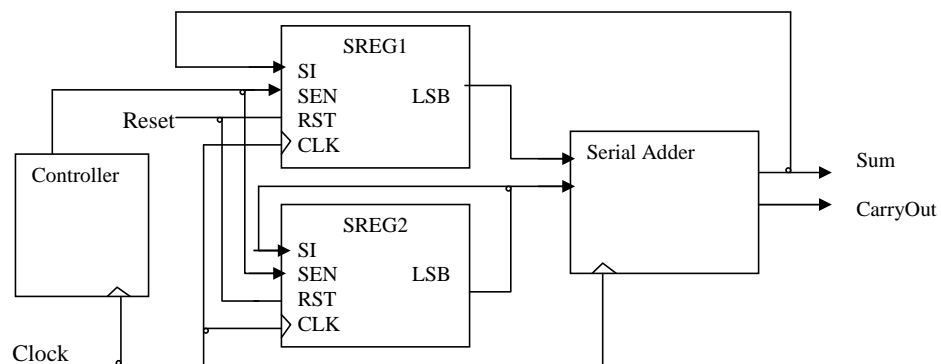 SREG1
SI
SEN
LSB
RST
CLK
Reset
Controller
Serial Adder
Sum
CarryOut
SREG2
SI
SEN
LSB
RST
CLK
Clock